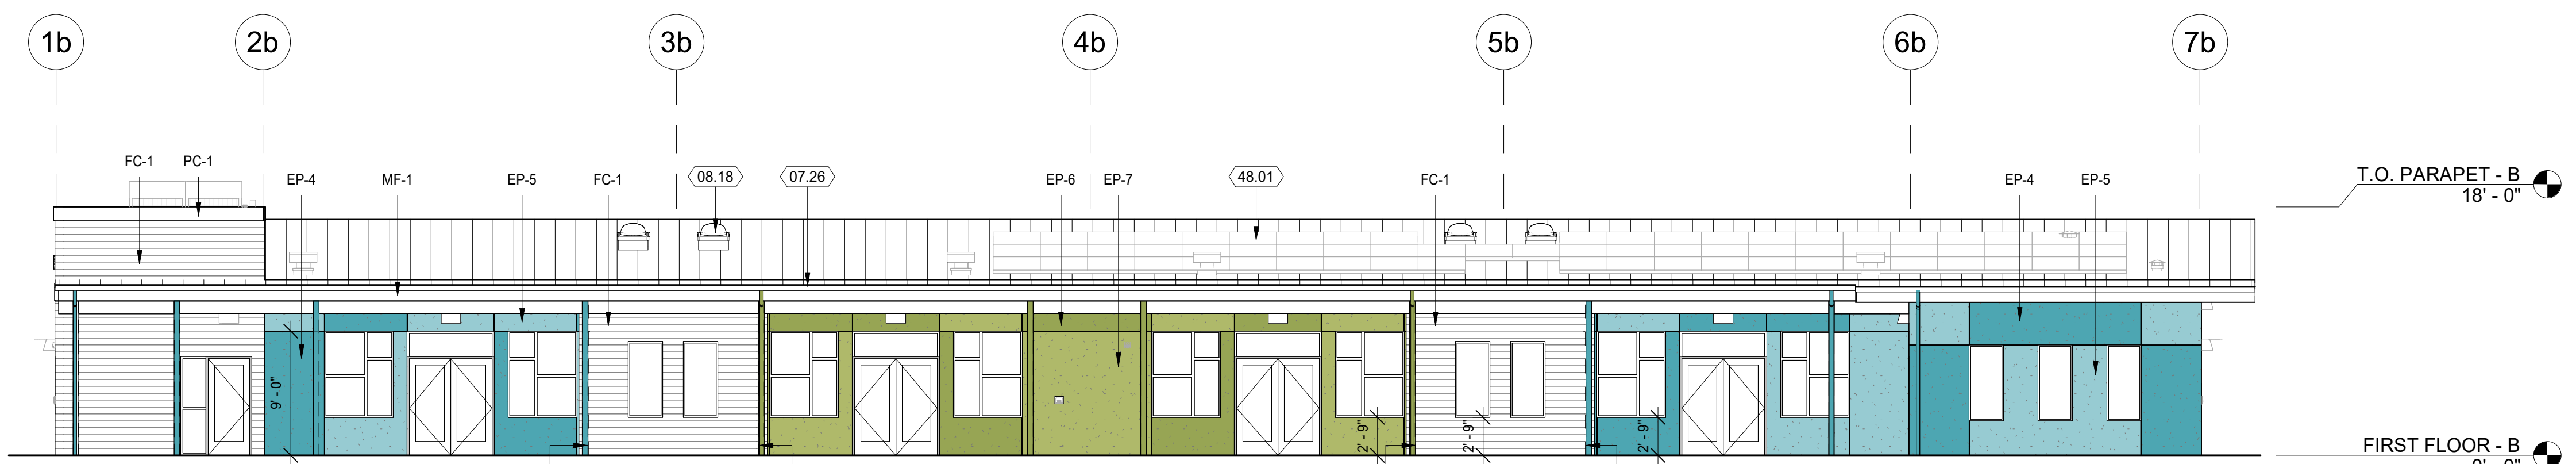 1b
2b
3b
4b
5b
6b
7b
FC-1
PC-1
EP-4
MF-1
EP-5
FC-1
08.18
07.26
EP-6
EP-7
48.01
FC-1
EP-4
EP-5
T.O. PARAPET - B
18' - 0"
9' - 0"
2' - 9"
2' - 9"
2' - 9"
FIRST FLOOR - B
0' - 0"